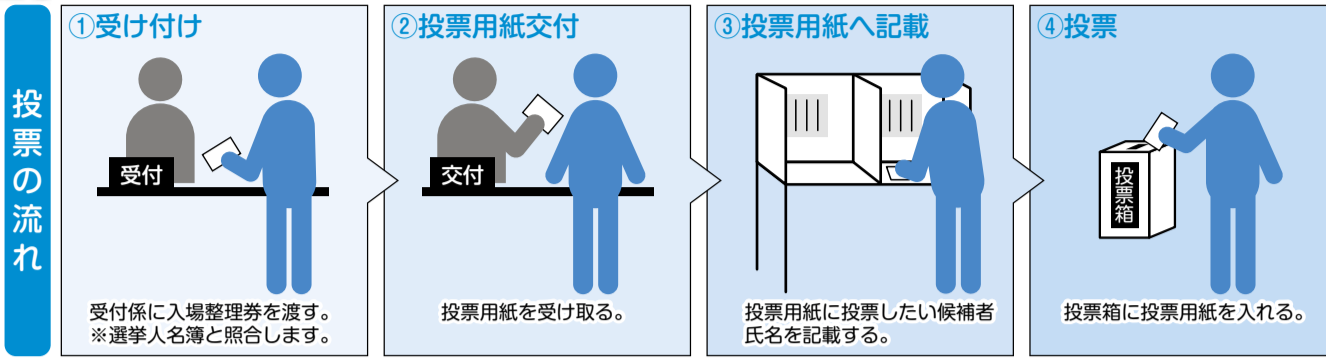 投票の流れ
①受け付け
受付
受付係に入場整理券を渡す。
※選挙人名簿と照合します。
②投票用紙交付
交付
投票用紙を受け取る。
③投票用紙へ記載
投票用紙に投票したい候補者
氏名を記載する。
④投票
投票箱
投票箱に投票用紙を入れる。